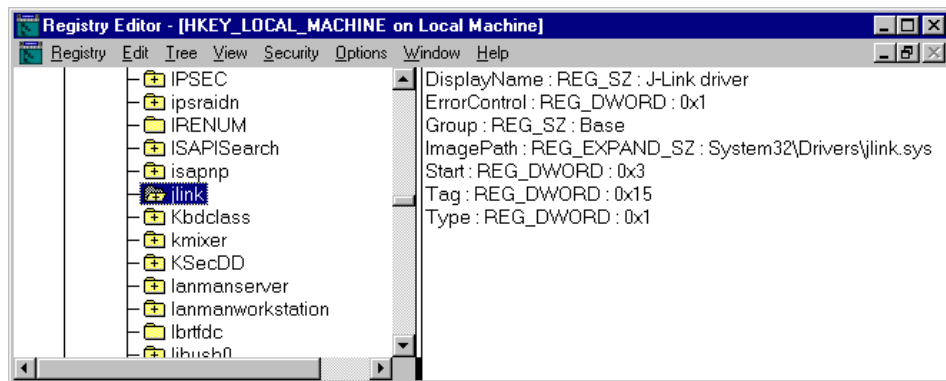 Registry Editor - [HKEY_LOCAL_MACHINE on Local Machine]
Registry Edit Tree View Security Options Window Help
IPSEC
ipsraidn
IRENUM
ISAPISearch
isapnp
jlink
Kbdclass
kmixer
KSecDD
lanmanserver
lanmanworkstation
lbrtfdc
libusb0
DisplayName : REG_SZ : J-Link driver
ErrorControl : REG_DWORD : 0x1
Group : REG_SZ : Base
ImagePath : REG_EXPAND_SZ : System32\Drivers\jlink.sys
Start : REG_DWORD : 0x3
Tag : REG_DWORD : 0x15
Type : REG_DWORD : 0x1